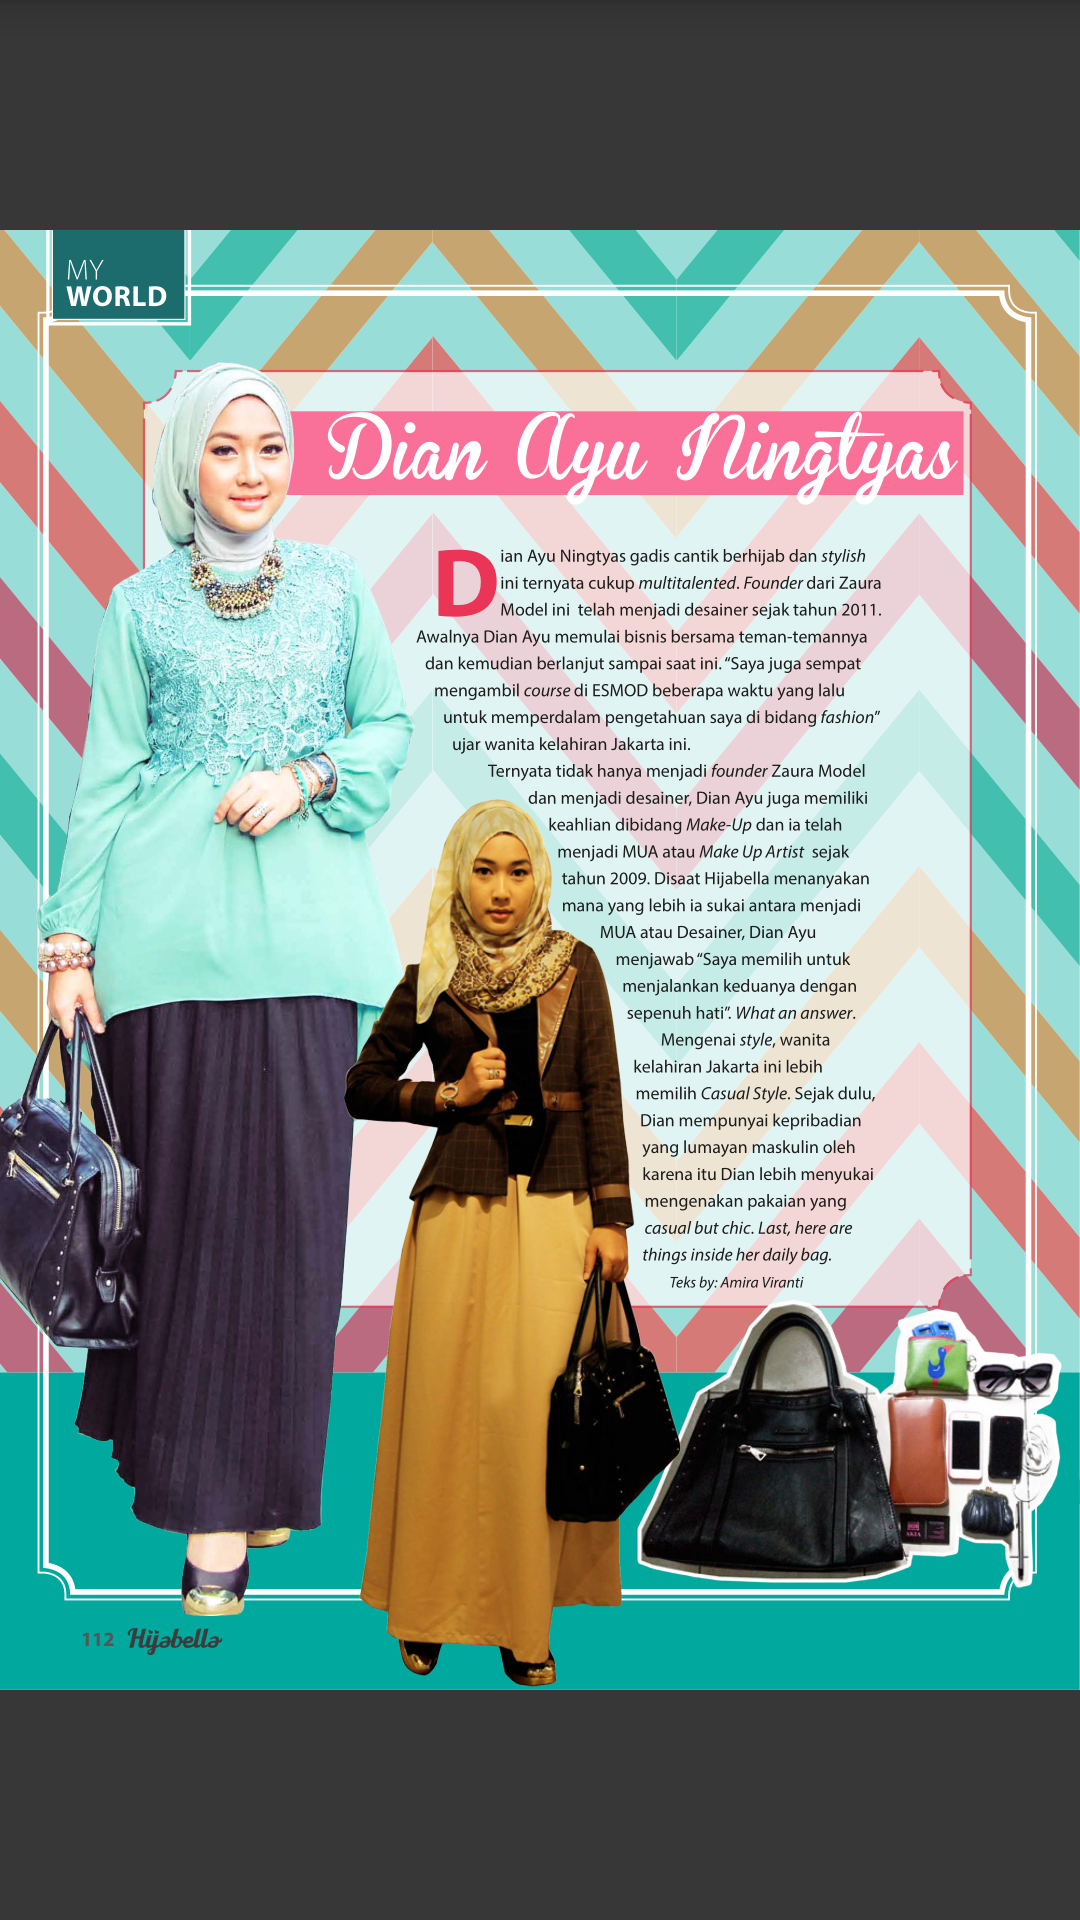 MY
WORLD
Dian Ayu Ningtyas
Dian Ayu Ningtyas gadis cantik berhijab dan stylish
ini ternyata cukup multitalented. Founder dari Zaura
Model ini telah menjadi desainer sejak tahun 2011.
Awalnya Dian Ayu memulai bisnis bersama teman-temannya
dan kemudian berlanjut sampai saat ini. “Saya juga sempat
mengambil course di ESMOD beberapa waktu yang lalu
untuk memperdalam pengetahuan saya di bidang fashion”
ujar wanita kelahiran Jakarta ini.
Ternyata tidak hanya menjadi founder Zaura Model
dan menjadi desainer, Dian Ayu juga memiliki
keahlian dibidang Make-Up dan ia telah
menjadi MUA atau Make Up Artist sejak
tahun 2009. Disaat Hijabella menanyakan
mana yang lebih ia sukai antara menjadi
MUA atau Desainer, Dian Ayu
menjawab “Saya memilih untuk
menjalankan keduanya dengan
sepenuh hati”. What an answer.
Mengenai style, wanita
kelahiran Jakarta ini lebih
memilih Casual Style. Sejak dulu,
Dian mempunyai kepribadian
yang lumayan maskulin oleh
karena itu Dian lebih menyukai
mengenakan pakaian yang
casual but chic. Last, here are
things inside her daily bag.
Teks by: Amira Viranti
112 Hijabella